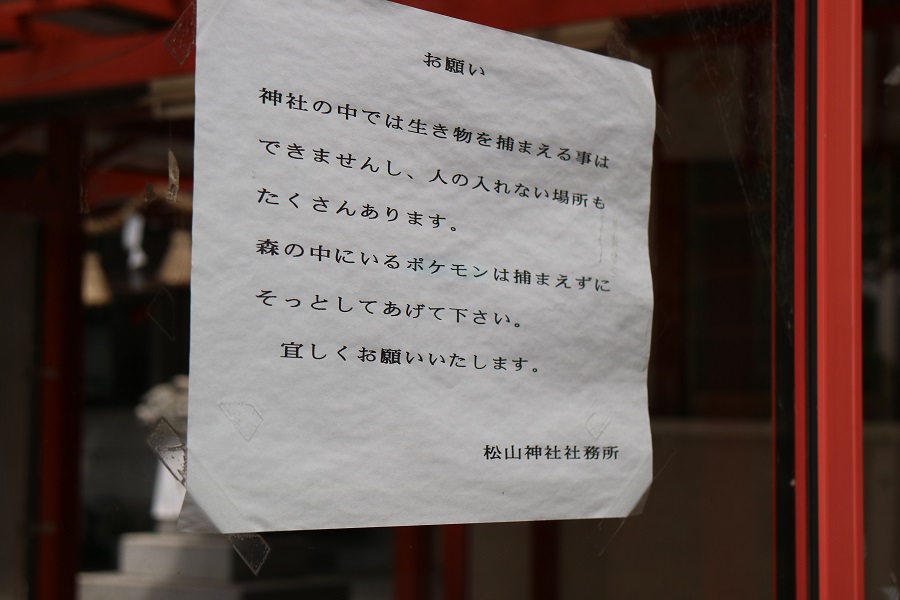 お願い
神社の中では生き物を捕まえる事は
できませんし、人の入れない場所も
たくさんあります。
森の中にいるポケモンは捕まえずに
そっとしてあげて下さい。
宜しくお願いいたします。
松山神社社務所